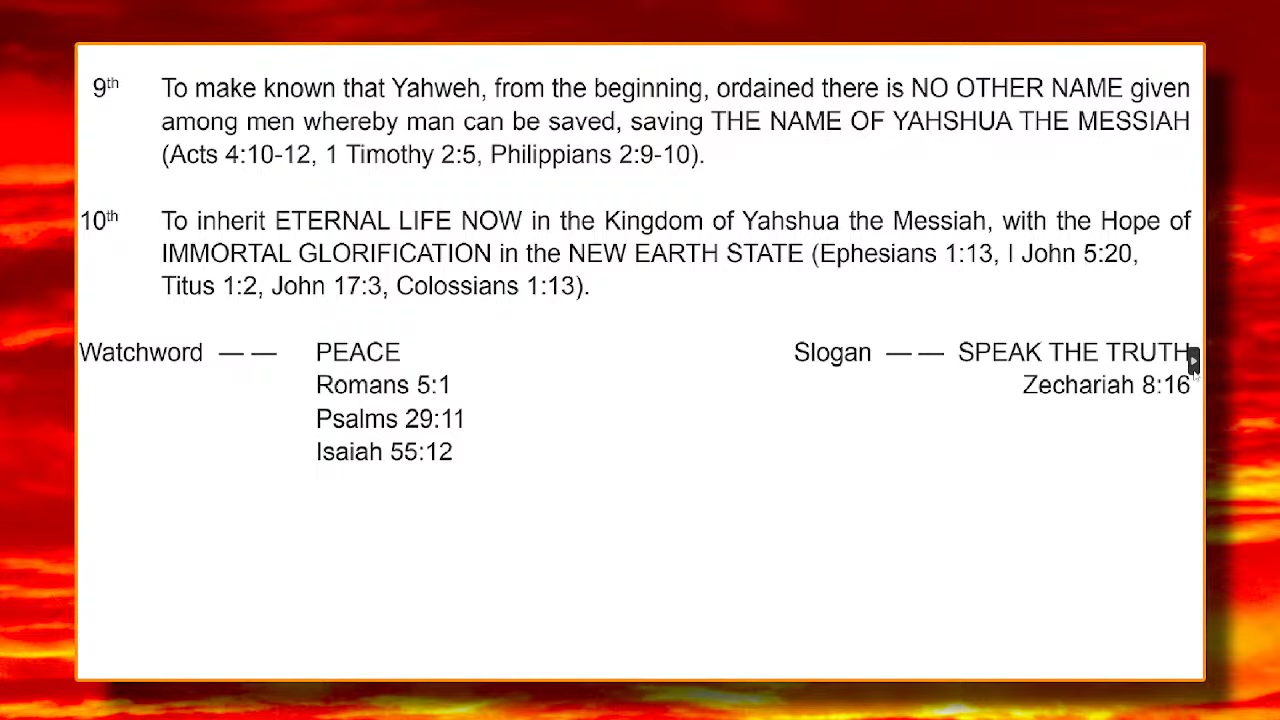 9th To make known that Yahweh, from the beginning, ordained there is NO OTHER NAME given
among men whereby man can be saved, saving THE NAME OF YAHSHUA THE MESSIAH
(Acts 4:10-12, 1 Timothy 2:5, Philippians 2:9-10).
10th To inherit ETERNAL LIFE NOW in the Kingdom of Yahshua the Messiah, with the Hope of
IMMORTAL GLORIFICATION in the NEW EARTH STATE (Ephesians 1:13, I John 5:20,
Titus 1:2, John 17:3, Colossians 1:13).
Watchword — — PEACE Slogan — — SPEAK THE TRUTH
Romans 5:1 Zechariah 8:16
Psalms 29:11
Isaiah 55:12